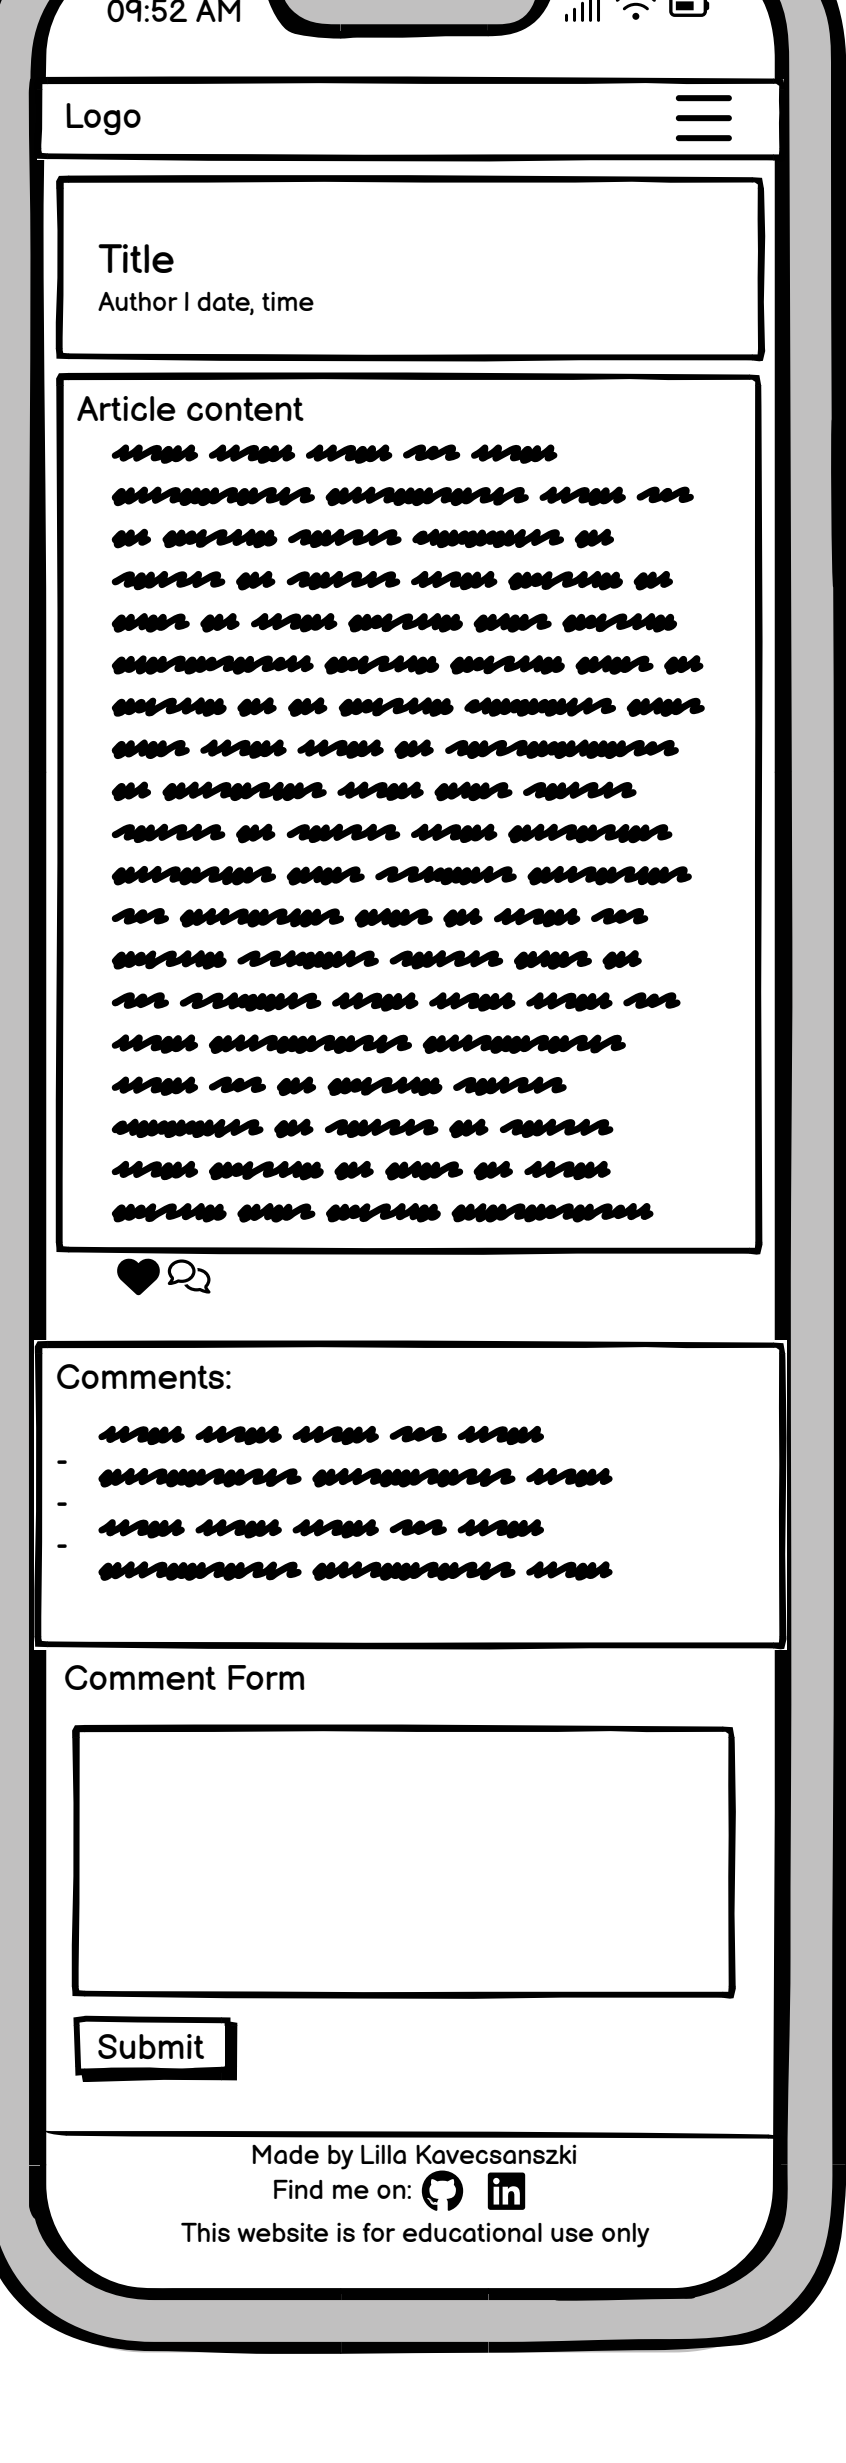 09:52 AM
Logo
Title
Author | date, time
Article content
Comments:
-
-
-
Comment Form
Submit
Made by Lilla Kavecsanszki
Find me on: in
This website is for educational use only